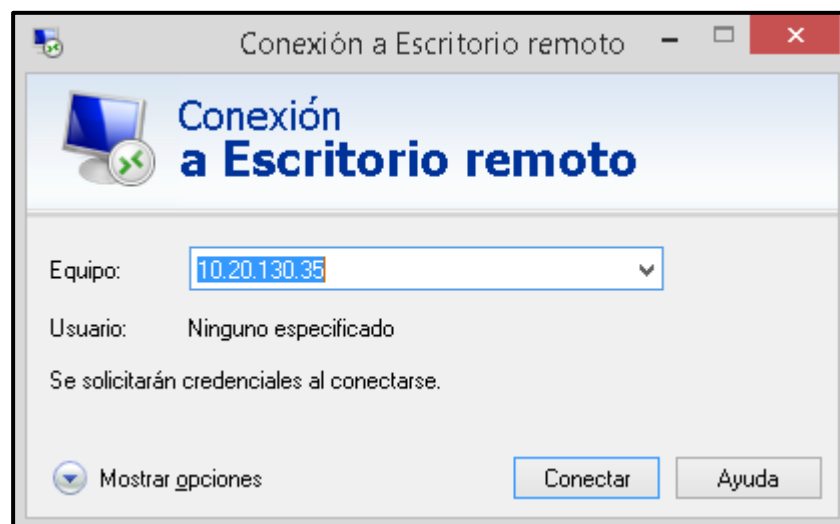 Conexión a Escritorio remoto
Conexión
a Escritorio remoto
Equipo: 10.20.130.35
Usuario: Ninguno especificado
Se solicitarán credenciales al conectarse.
Mostrar opciones Conectar Ayuda